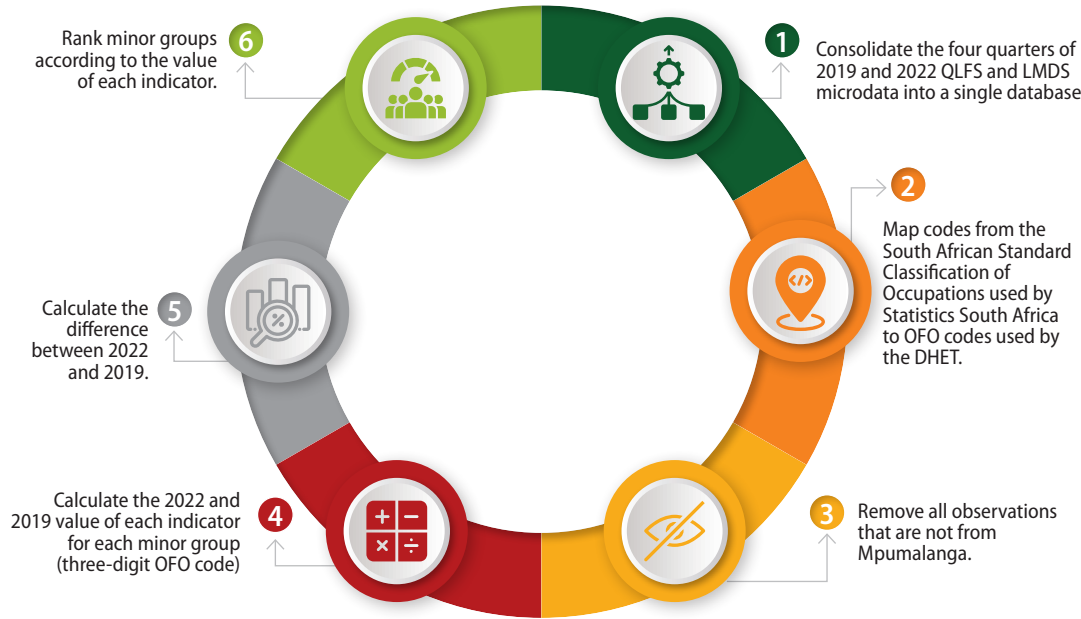 1
Consolidate the four quarters of
2019 and 2022 QLFS and LMDS
microdata into a single database
2
Map codes from the
South African Standard
Classification of
Occupations used by
Statistics South Africa
to OFO codes used by
the DHET.
</>
3
Remove all observations
that are not from
Mpumalanga.
4
Calculate the 2022 and
2019 value of each indicator
for each minor group
(three-digit OFO code)
+ −
× ÷
5
Calculate the
difference
between 2022
and 2019.
%
6
Rank minor groups
according to the value
of each indicator.